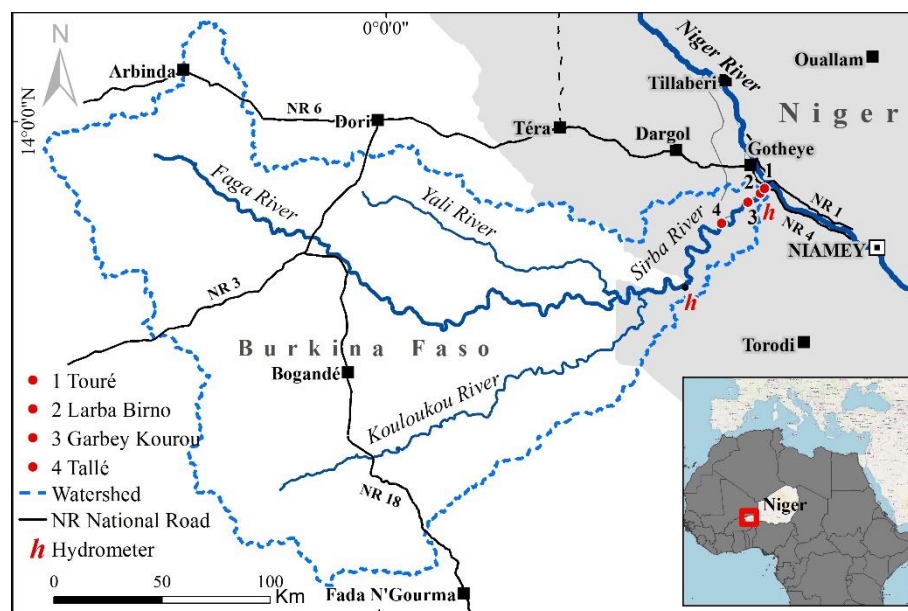 0°0'0"
Niger River
Ouallam
Arbinda
Tillaberi
NR 6
Niger
14°0'0"N
Dori
Téra
Dargol
Gotheye
1
2
Faga River
Yali River
3
h
NR 1
4
NR 4
Sirba River
NIAMEY
NR 3
h
Burkina Faso
Torodi
Bogandé
1 Touré
Kouloukou River
2 Larba Birno
3 Garbey Kourou
4 Tallé
Watershed
NR 18
Niger
NR National Road
h Hydrometer
0 50 100
Km
Fada N'Gourma